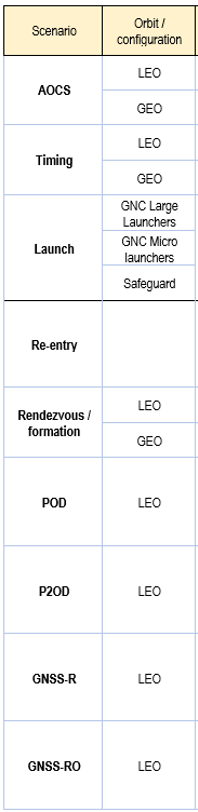 Scenario
Orbit /
configuration
AOCS
LEO
GEO
Timing
LEO
GEO
Launch
GNC Large
Launchers
GNC Micro
launchers
Safeguard
Re-entry
Rendezvous /
formation
LEO
GEO
POD
LEO
P2OD
LEO
GNSS-R
LEO
GNSS-RO
LEO